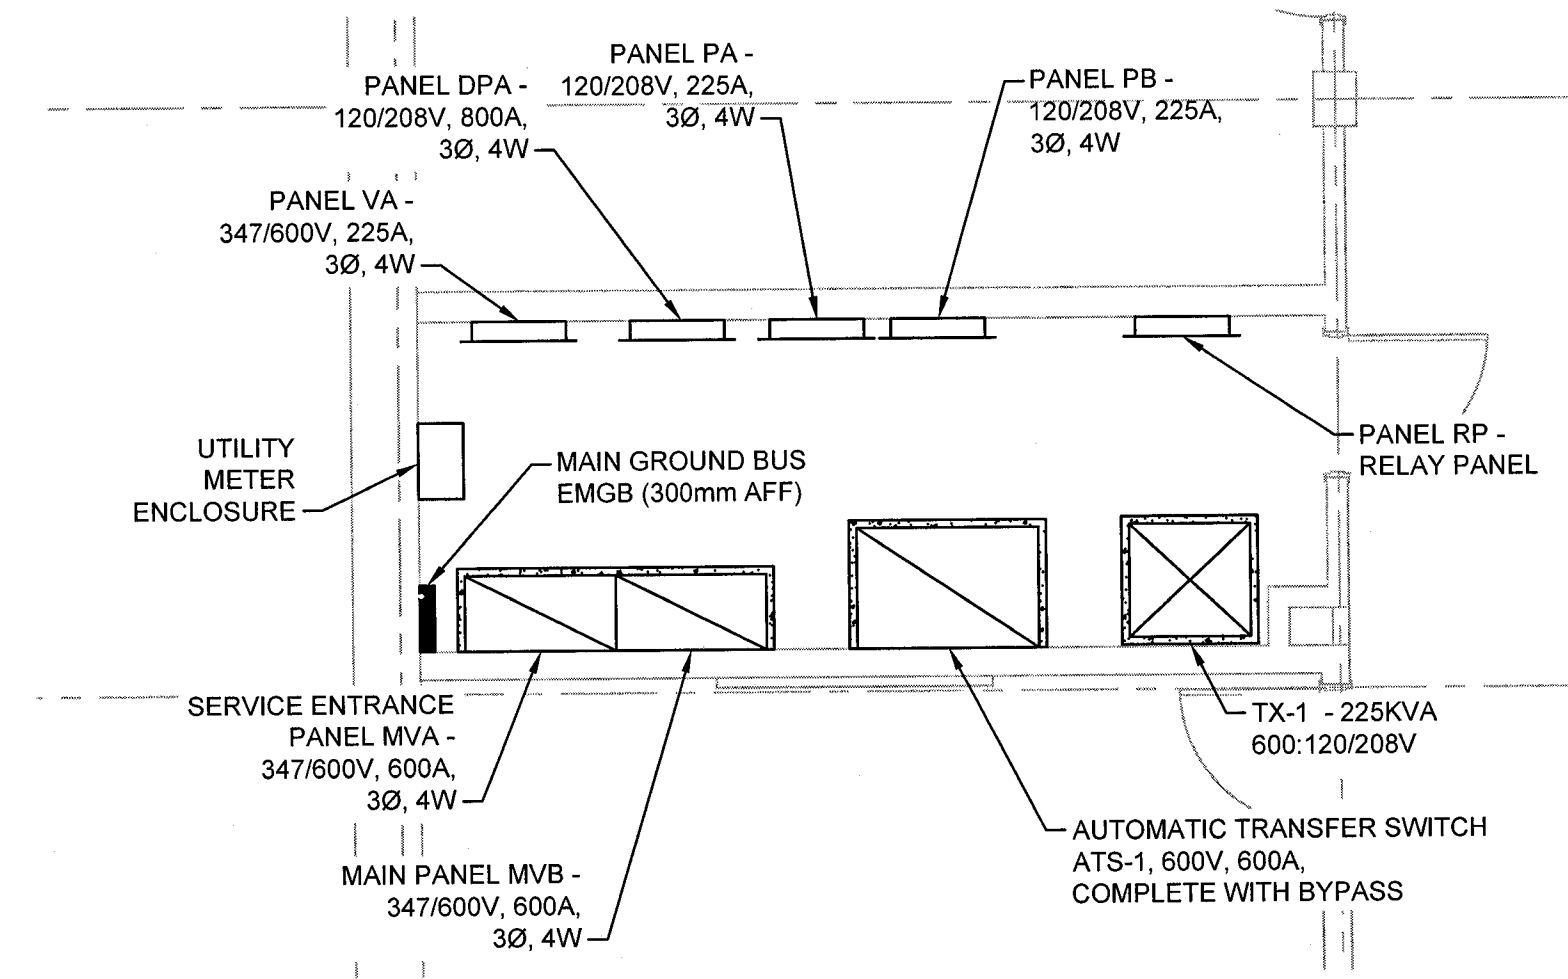 PANEL PA -
120/208V, 225A,
3Ø, 4W
PANEL DPA -
120/208V, 800A,
3Ø, 4W
PANEL PB -
120/208V, 225A,
3Ø, 4W
PANEL VA -
347/600V, 225A,
3Ø, 4W
UTILITY
METER
ENCLOSURE
MAIN GROUND BUS
EMGB (300mm AFF)
PANEL RP -
RELAY PANEL
SERVICE ENTRANCE
PANEL MVA -
347/600V, 600A,
3Ø, 4W
TX-1 - 225KVA
600:120/208V
MAIN PANEL MVB -
347/600V, 600A,
3Ø, 4W
AUTOMATIC TRANSFER SWITCH
ATS-1, 600V, 600A,
COMPLETE WITH BYPASS